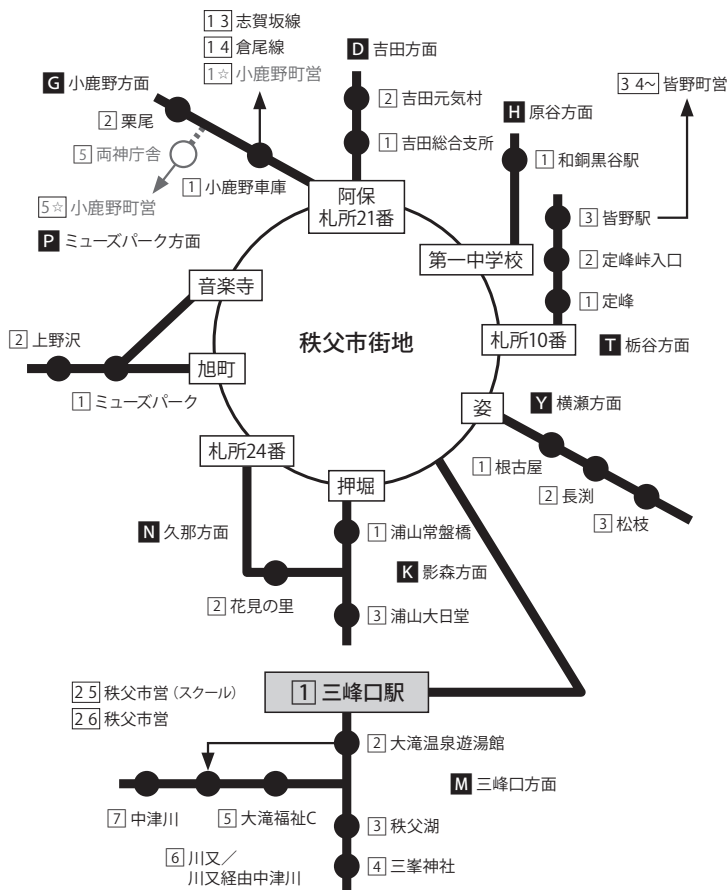 1 3 志賀坂線
1 4 倉尾線
1☆ 小鹿野町営
G 小鹿野方面
2 栗尾
5 両神庁舎
5☆ 小鹿野町営
1 小鹿野車庫
D 吉田方面
2 吉田元気村
1 吉田総合支所
H 原谷方面
1 和銅黒谷駅
3 4~ 皆野町営
3 皆野駅
2 定峰峠入口
1 定峰
T 栃谷方面
P ミューズパーク方面
阿保
札所21番
第一中学校
音楽寺
秩父市街地
札所10番
2 上野沢
1 ミューズパーク
旭町
姿
Y 横瀬方面
1 根古屋
2 長渕
3 松枝
札所24番
押堀
N 久那方面
1 浦山常盤橋
K 影森方面
2 花見の里
3 浦山大日堂
2 5 秩父市営（スクール）
2 6 秩父市営
1 三峰口駅
2 大滝温泉遊湯館
M 三峰口方面
7 中津川
5 大滝福祉C
3 秩父湖
6 川又／
川又経由中津川
4 三峯神社